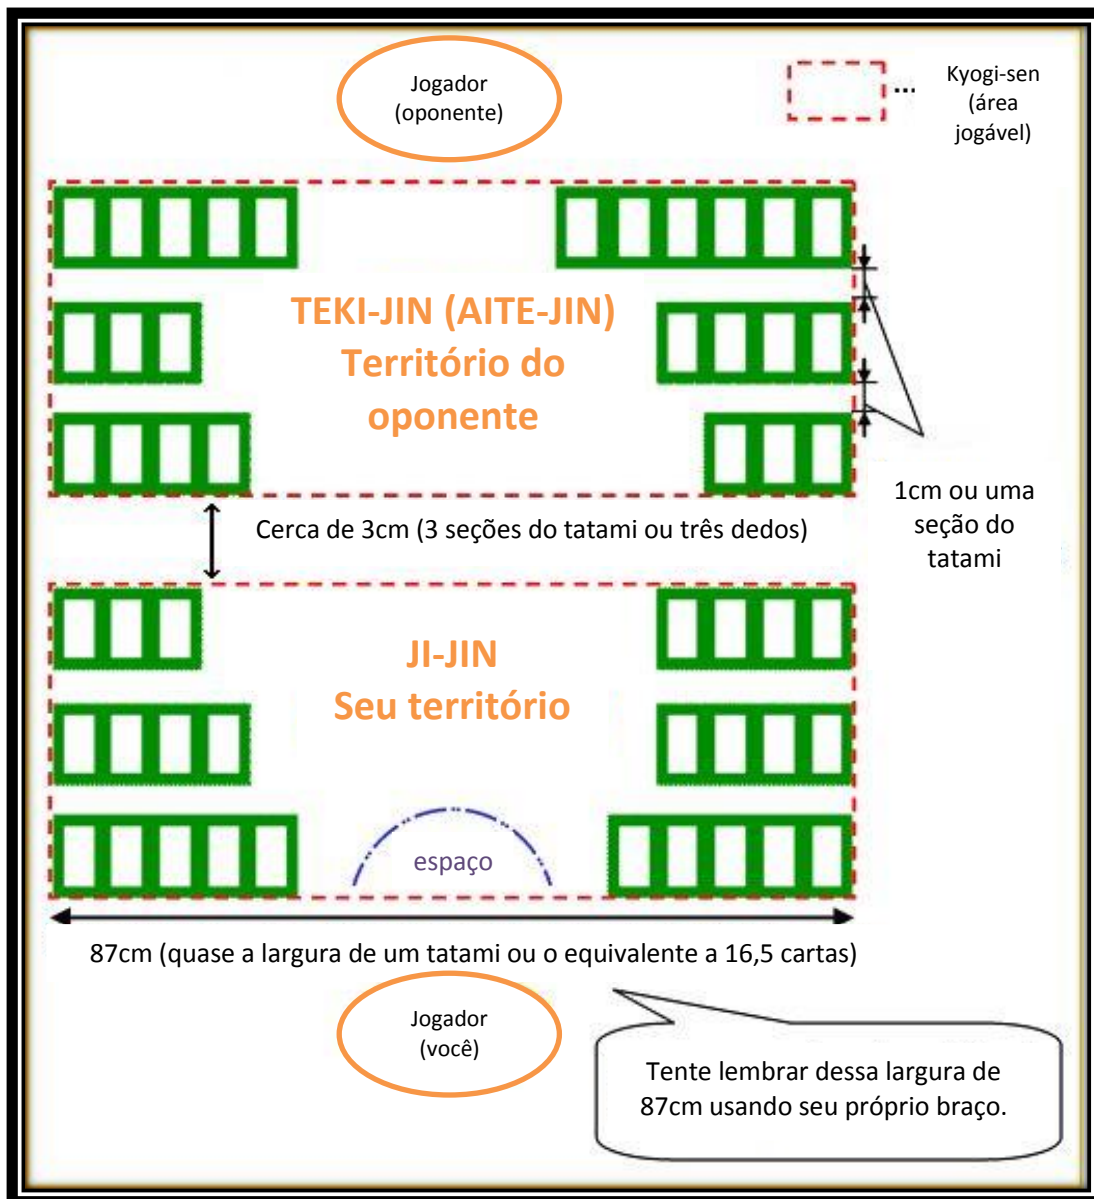 Jogador
(oponente)
...
Kyogi-sen
(área
jogável)
TEKI-JIN (AITE-JIN)
Território do
oponente
1cm ou uma
seção do
tatami
Cerca de 3cm (3 seções do tatami ou três dedos)
JI-JIN
Seu território
espaço
87cm (quase a largura de um tatami ou o equivalente a 16,5 cartas)
Jogador
(você)
Tente lembrar dessa largura de
87cm usando seu próprio braço.